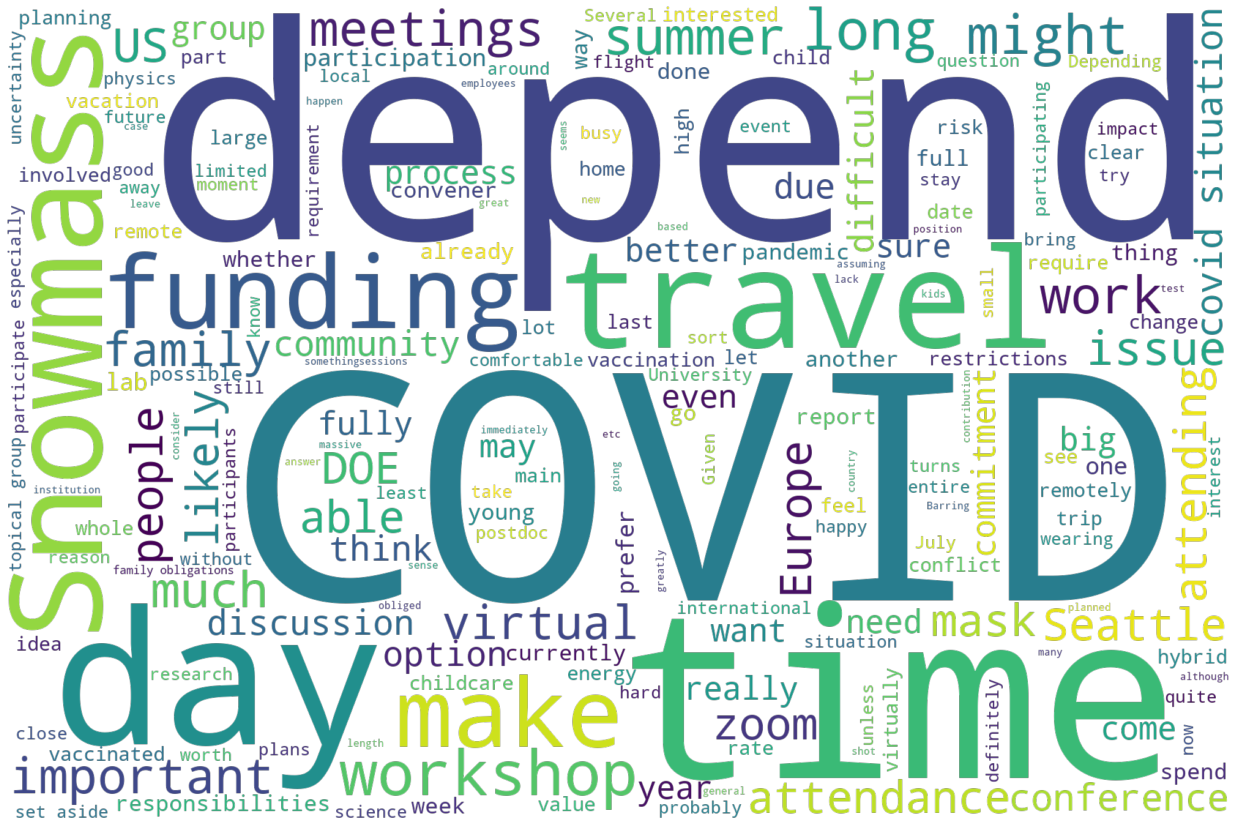 planning
US
group
meetings
Several
interested
summer
long
might
situation
uncertainty
physics
part
participation
local
around
employees
way
flight
done
child
question
Depending
vacation
future
case
happen
depend
large
limited
moment
requirement
process
convener
great
seems
busy
home
new
high
event
due
difficult
risk
full
stay
date
position
participating
impact
clear
try
involved
good
away
leave
remote
Snowmass
whether
already
based
better
pandemic
sure
assuming
lack
bring
require
thing
covid situation
funding
travel
kids
small
work
test
change
know
lot
last
sort
let
another
restrictions
issue
family
community
somethingsessions
comfortable
vaccination
participate especially
lab
possible
still
University
even
go
Given
report
commitment
contribution
attending
interest
topical group
people
consider
likely
participants
institution
COVID
fully
immediately
massive
answer
DOE
least
able
think
sense
may
main
take
young
postdoc
etc
going
prefer
greatly
Europe
country
feel
happy
turns
entire
Barring
July
conflict
big
see
one
remotely
trip
wearing
whole
reason
without
family obligations
much
obliged
discussion
virtual
international
want
situation
need
mask
planned
Seattle
many
idea
day
research
option
currently
energy
childcare
hard
time
really
zoom
rate
unless
virtually
shot
definitely
come
hybrid
although
quite
now
spend
close
vaccinated
worth
plans
length
make
important
workshop
year
general
probably
attendance
conference
set aside
responsibilities
science
week
value